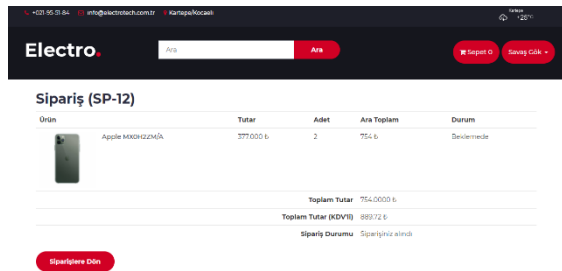 +021-95-51-84 info@electrotech.com.tr Kartepe/Kocaeli
Kartepe
+28°C
Electro.
Ara
Ara
Sepet 0
Savaş Gök
Sipariş (SP-12)
Ürün Tutar Adet Ara Toplam Durum
Apple MX0H2ZM/A 377.000 ₺ 2 754 ₺ Beklemede
Toplam Tutar 754.0000 ₺
Toplam Tutar (KDV'li) 889.72 ₺
Sipariş Durumu Siparişiniz alındı
Siparişlere Dön